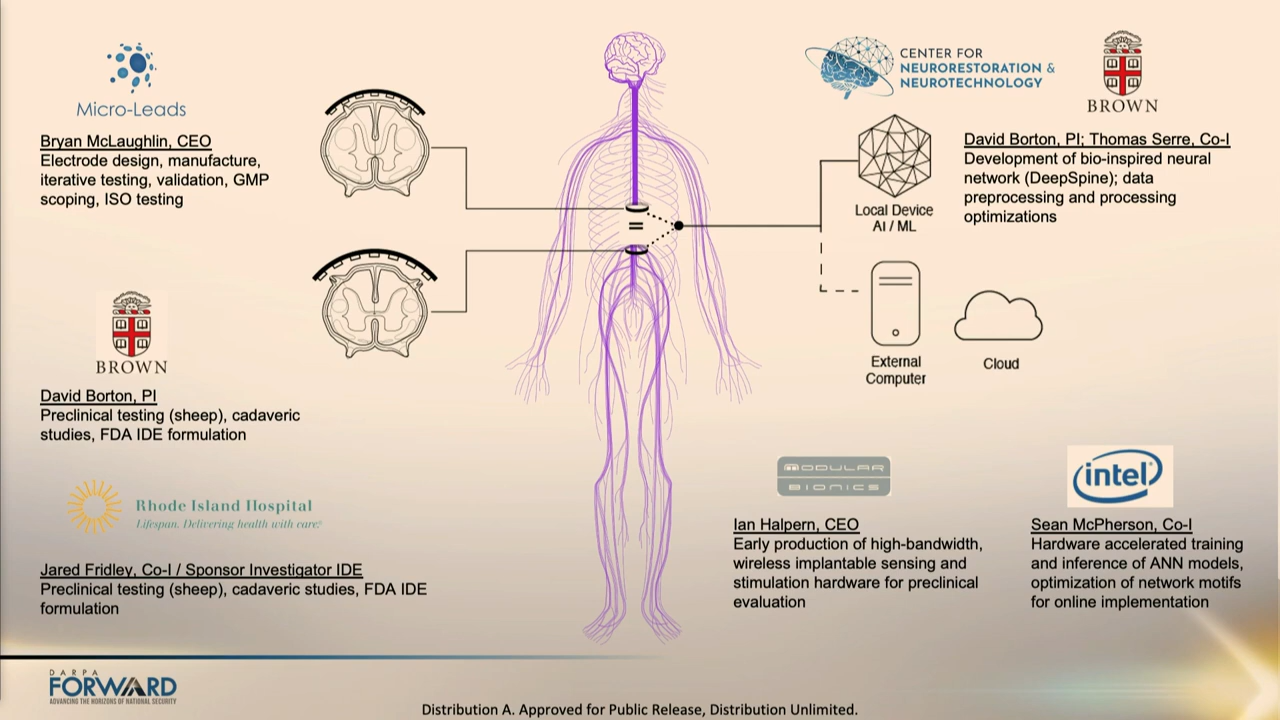 Micro-Leads
Bryan McLaughlin, CEO
Electrode design, manufacture,
iterative testing, validation, GMP
scoping, ISO testing
BROWN
David Borton, PI
Preclinical testing (sheep), cadaveric
studies, FDA IDE formulation
Rhode Island Hospital
Lifespan. Delivering health with care.®
Jared Fridley, Co-I / Sponsor Investigator IDE
Preclinical testing (sheep), cadaveric studies, FDA IDE
formulation
=
CENTER FOR
NEURORESTORATION &
NEUROTECHNOLOGY
BROWN
David Borton, PI; Thomas Serre, Co-I
Development of bio-inspired neural
network (DeepSpine); data
preprocessing and processing
optimizations
Local Device
AI / ML
External
Computer
Cloud
MODULAR
BIONICS
Ian Halpern, CEO
Early production of high-bandwidth,
wireless implantable sensing and
stimulation hardware for preclinical
evaluation
intel
Sean McPherson, Co-I
Hardware accelerated training
and inference of ANN models,
optimization of network motifs
for online implementation
DARPA
FORWARD
ADVANCING THE HORIZONS OF NATIONAL SECURITY
Distribution A. Approved for Public Release, Distribution Unlimited.